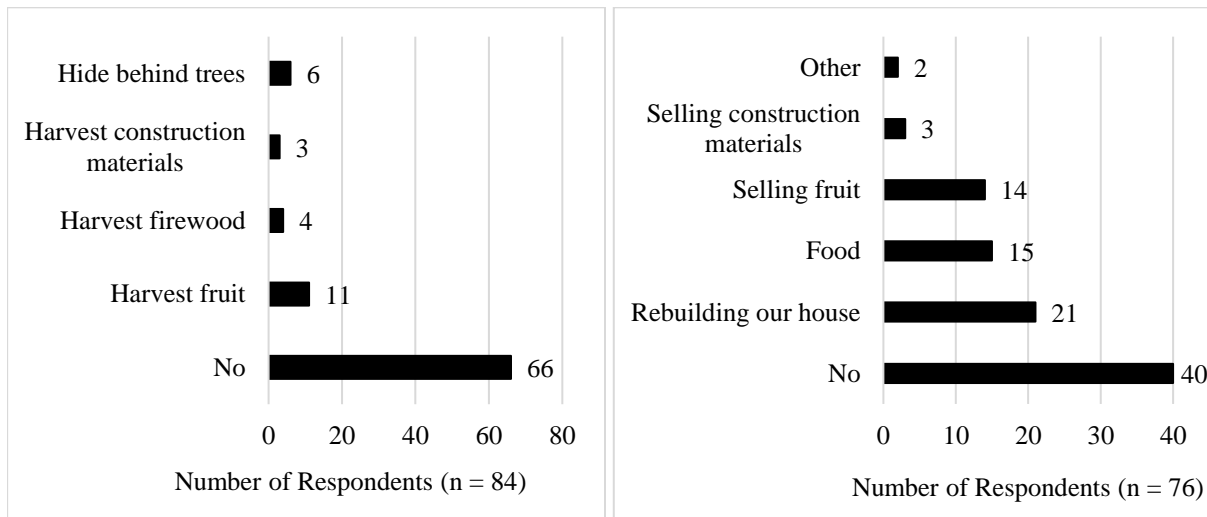 Hide behind trees
6
Harvest construction
materials
3
Harvest firewood
4
Harvest fruit
11
No
66
0 20 40 60 80
Number of Respondents (n = 84)
Other
2
Selling construction
materials
3
Selling fruit
14
Food
15
Rebuilding our house
21
No
40
0 10 20 30 40
Number of Respondents (n = 76)